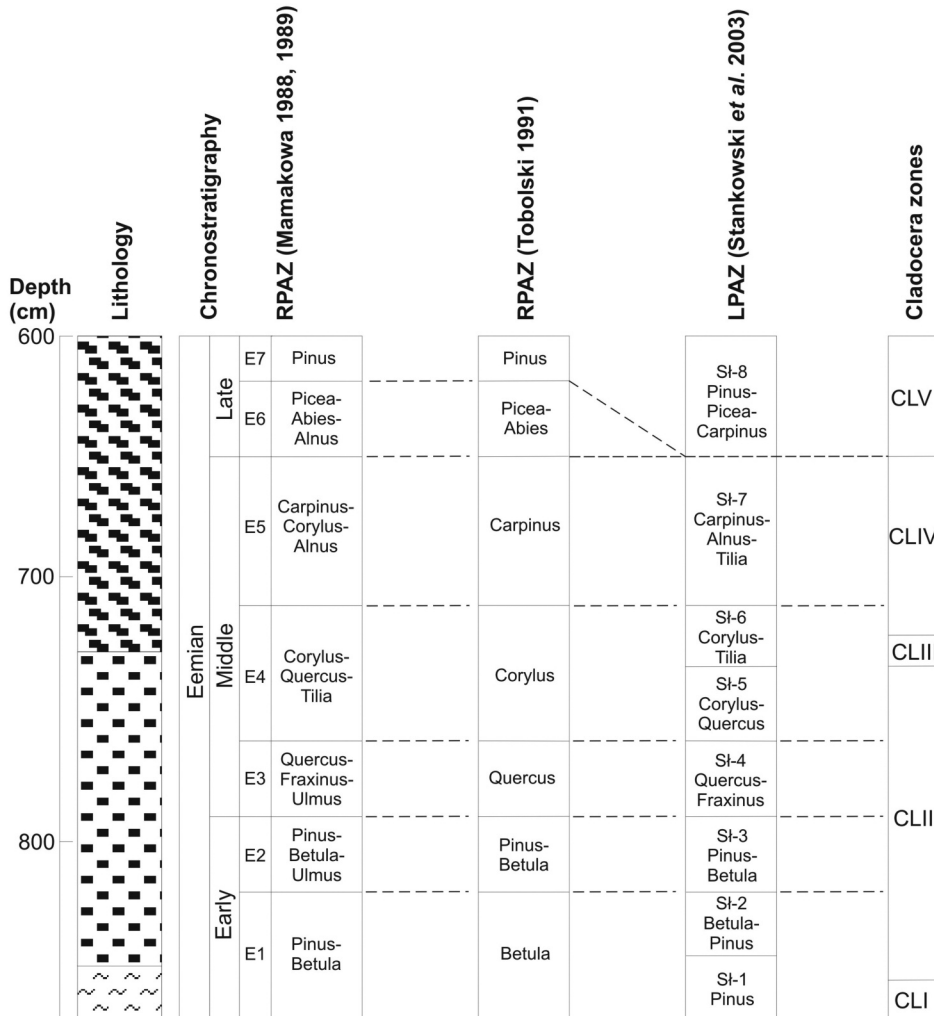 Depth
(cm)
Lithology
Chronostratigraphy
RPAZ (Mamakowa 1988, 1989)
RPAZ (Tobolski 1991)
LPAZ (Stankowski et al. 2003)
Cladocera zones
600
700
800
Eemian
Late
Middle
Early
E7
Pinus
E6
Picea-
Abies-
Alnus
E5
Carpinus-
Corylus-
Alnus
E4
Corylus-
Quercus-
Tilia
E3
Quercus-
Fraxinus-
Ulmus
E2
Pinus-
Betula-
Ulmus
E1
Pinus-
Betula
Pinus
Picea-
Abies
Carpinus
Corylus
Quercus
Pinus-
Betula
Betula
Sł-8
Pinus-
Picea-
Carpinus
Sł-7
Carpinus-
Alnus-
Tilia
Sł-6
Corylus-
Tilia
Sł-5
Corylus-
Quercus
Sł-4
Quercus-
Fraxinus
Sł-3
Pinus-
Betula
Sł-2
Betula-
Pinus
Sł-1
Pinus
CLV
CLIV
CLII
CLII
CLI